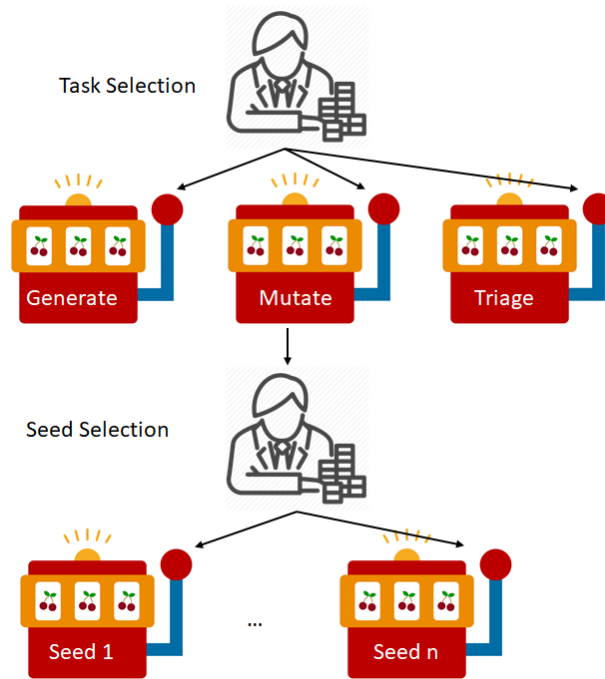 Task Selection
Generate
Mutate
Triage
Seed Selection
Seed 1
...
Seed n